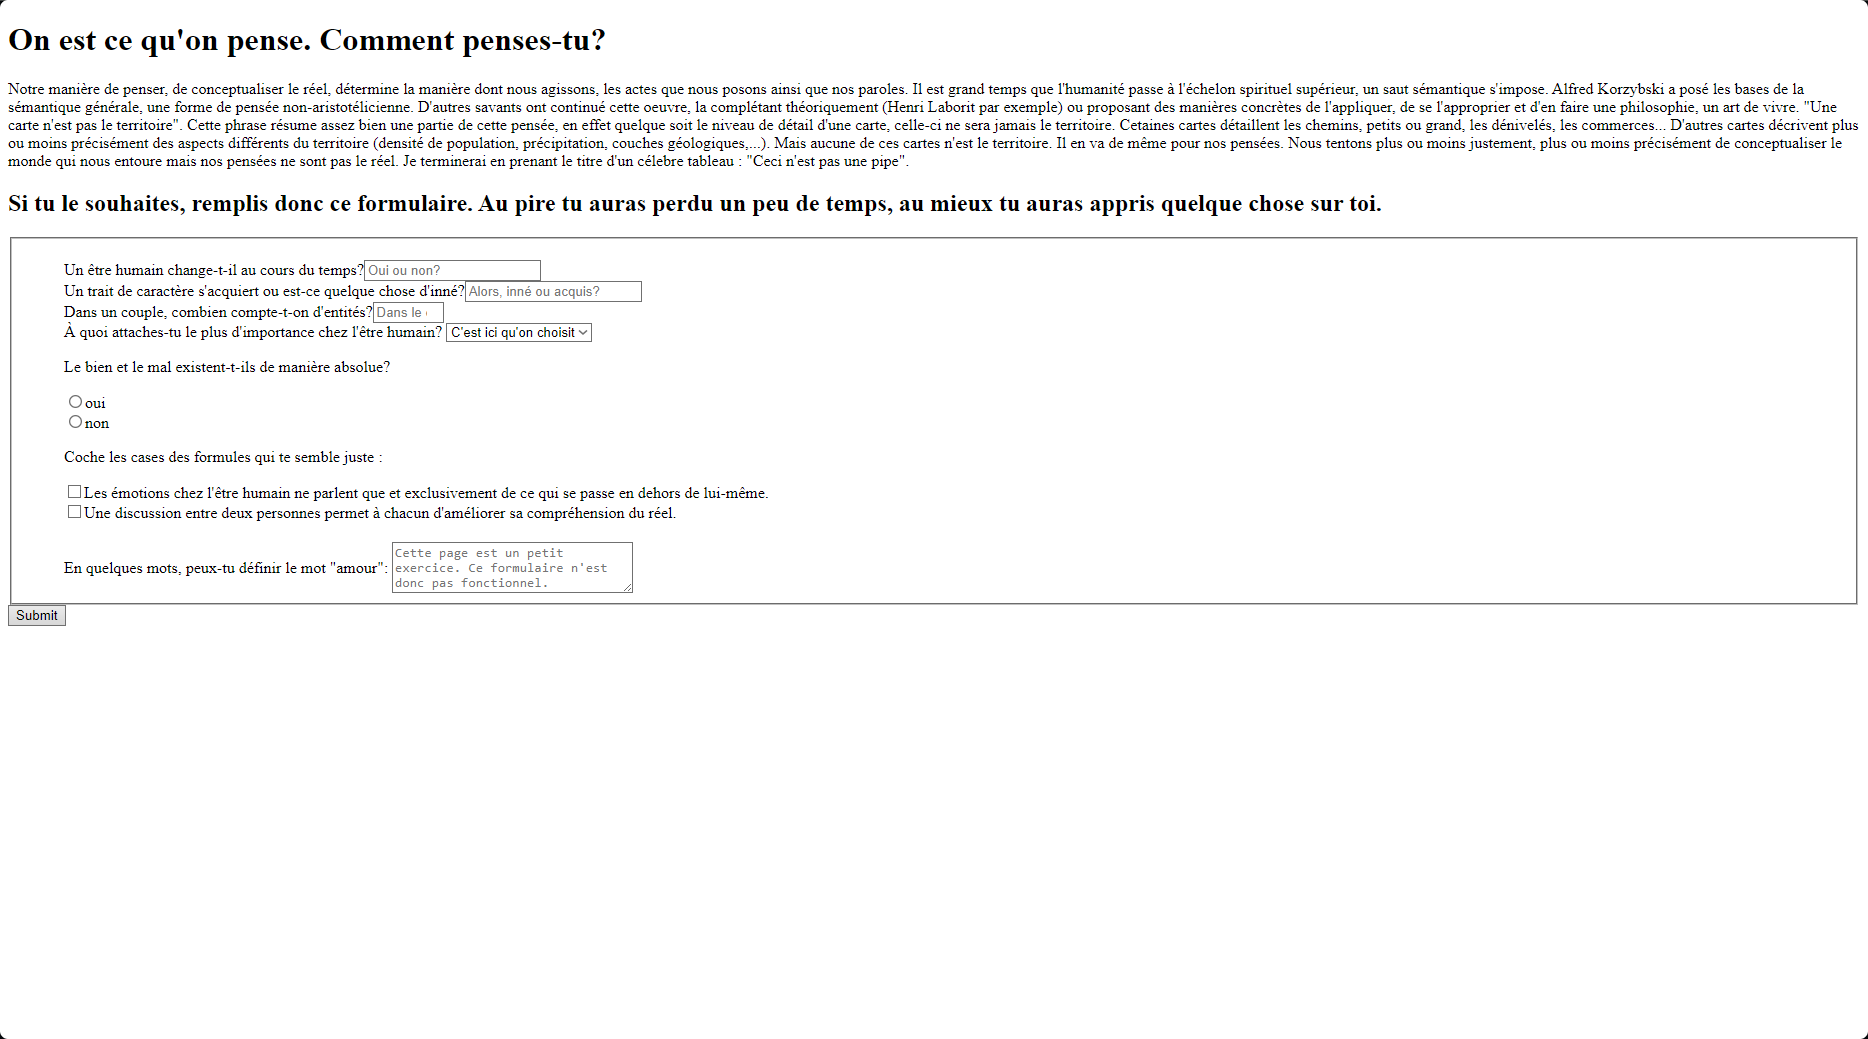 On est ce qu'on pense. Comment penses-tu?
Notre manière de penser, de conceptualiser le réel, détermine la manière dont nous agissons, les actes que nous posons ainsi que nos paroles. Il est grand temps que l'humanité passe à l'échelon spirituel supérieur, un saut sémantique s'impose. Alfred Korzybski a posé les bases de la
sémantique générale, une forme de pensée non-aristotélicienne. D'autres savants ont continué cette oeuvre, la complétant théoriquement (Henri Laborit par exemple) ou proposant des manières concrètes de l'appliquer, de se l'approprier et d'en faire une philosophie, un art de vivre. "Une
carte n'est pas le territoire". Cette phrase résume assez bien une partie de cette pensée, en effet quelque soit le niveau de détail d'une carte, celle-ci ne sera jamais le territoire. Cetaines cartes détaillent les chemins, petits ou grand, les dénivelés, les commerces... D'autres cartes décrivent plus
ou moins précisément des aspects différents du territoire (densité de population, précipitation, couches géologiques,...). Mais aucune de ces cartes n'est le territoire. Il en va de même pour nos pensées. Nous tentons plus ou moins justement, plus ou moins précisément de conceptualiser le
monde qui nous entoure mais nos pensées ne sont pas le réel. Je terminerai en prenant le titre d'un célebre tableau : "Ceci n'est pas une pipe".
Si tu le souhaites, remplis donc ce formulaire. Au pire tu auras perdu un peu de temps, au mieux tu auras appris quelque chose sur toi.
Un être humain change-t-il au cours du temps? Oui ou non?
Un trait de caractère s'acquiert ou est-ce quelque chose d'inné? Alors, inné ou acquis?
Dans un couple, combien compte-t-on d'entités? Dans le
À quoi attaches-tu le plus d'importance chez l'être humain? C'est ici qu'on choisit
Le bien et le mal existent-t-ils de manière absolue?
oui
non
Coche les cases des formules qui te semble juste :
Les émotions chez l'être humain ne parlent que et exclusivement de ce qui se passe en dehors de lui-même.
Une discussion entre deux personnes permet à chacun d'améliorer sa compréhension du réel.
En quelques mots, peux-tu définir le mot "amour":
Cette page est un petit
exercice. Ce formulaire n'est
donc pas fonctionnel.
Submit